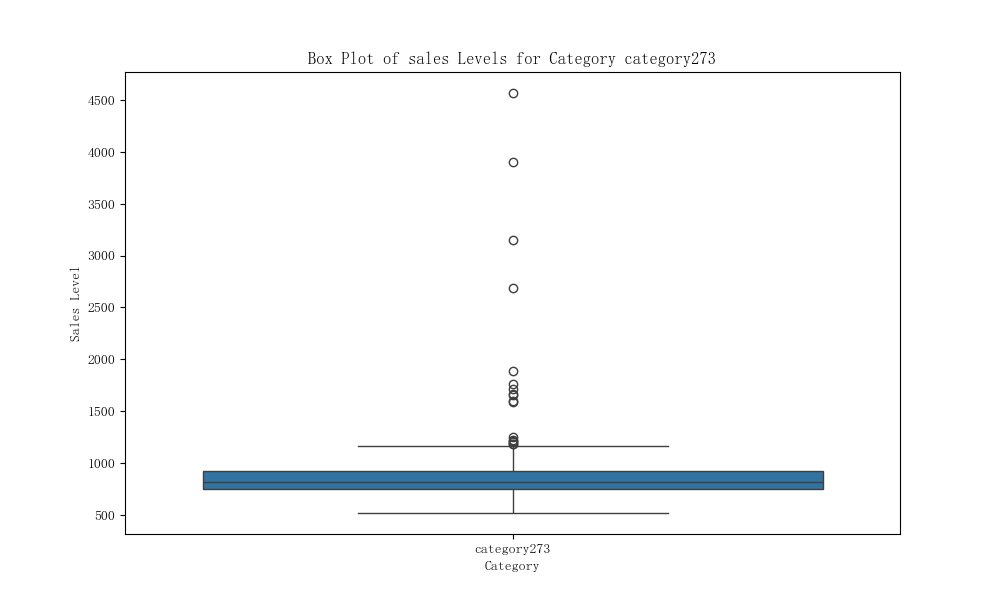 Box Plot of sales Levels for Category category273
4500
4000
3500
3000
2500
2000
1500
1000
500
Sales Level
category273
Category